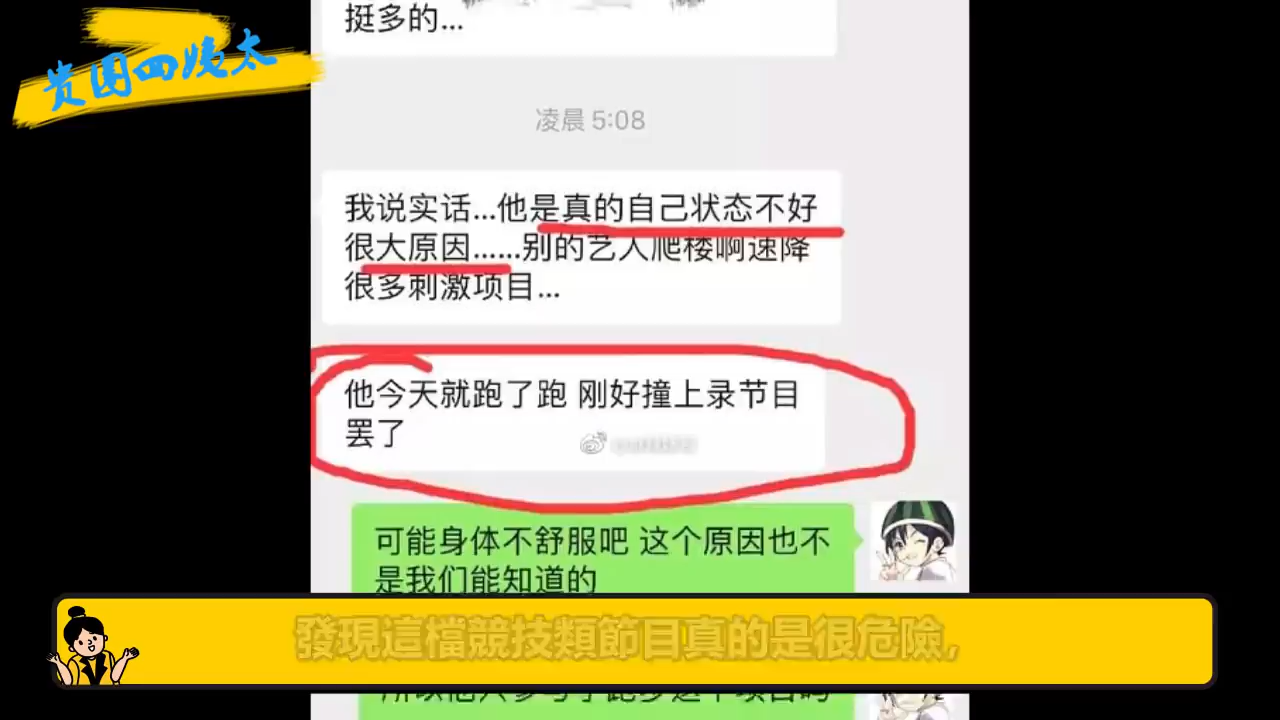 挺多的...
贵圈四姨太
凌晨 5:08
我说实话...他是真的自己状态不好
很大原因......别的艺人爬楼啊速降
很多刺激项目...
他今天就跑了跑 刚好撞上录节目
罢了
可能身体不舒服吧 这个原因也不
是我们能知道的
發現這檔競技類節目真的是很危險,